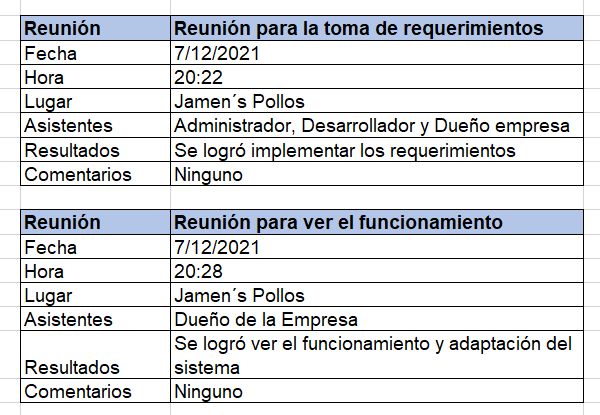 Reunión Reunión para la toma de requerimientos
Fecha 7/12/2021
Hora 20:22
Lugar Jamen´s Pollos
Asistentes Administrador, Desarrollador y Dueño empresa
Resultados Se logró implementar los requerimientos
Comentarios Ninguno
Reunión Reunión para ver el funcionamiento
Fecha 7/12/2021
Hora 20:28
Lugar Jamen´s Pollos
Asistentes Dueño de la Empresa
Se logró ver el funcionamiento y adaptación del
Resultados sistema
Comentarios Ninguno